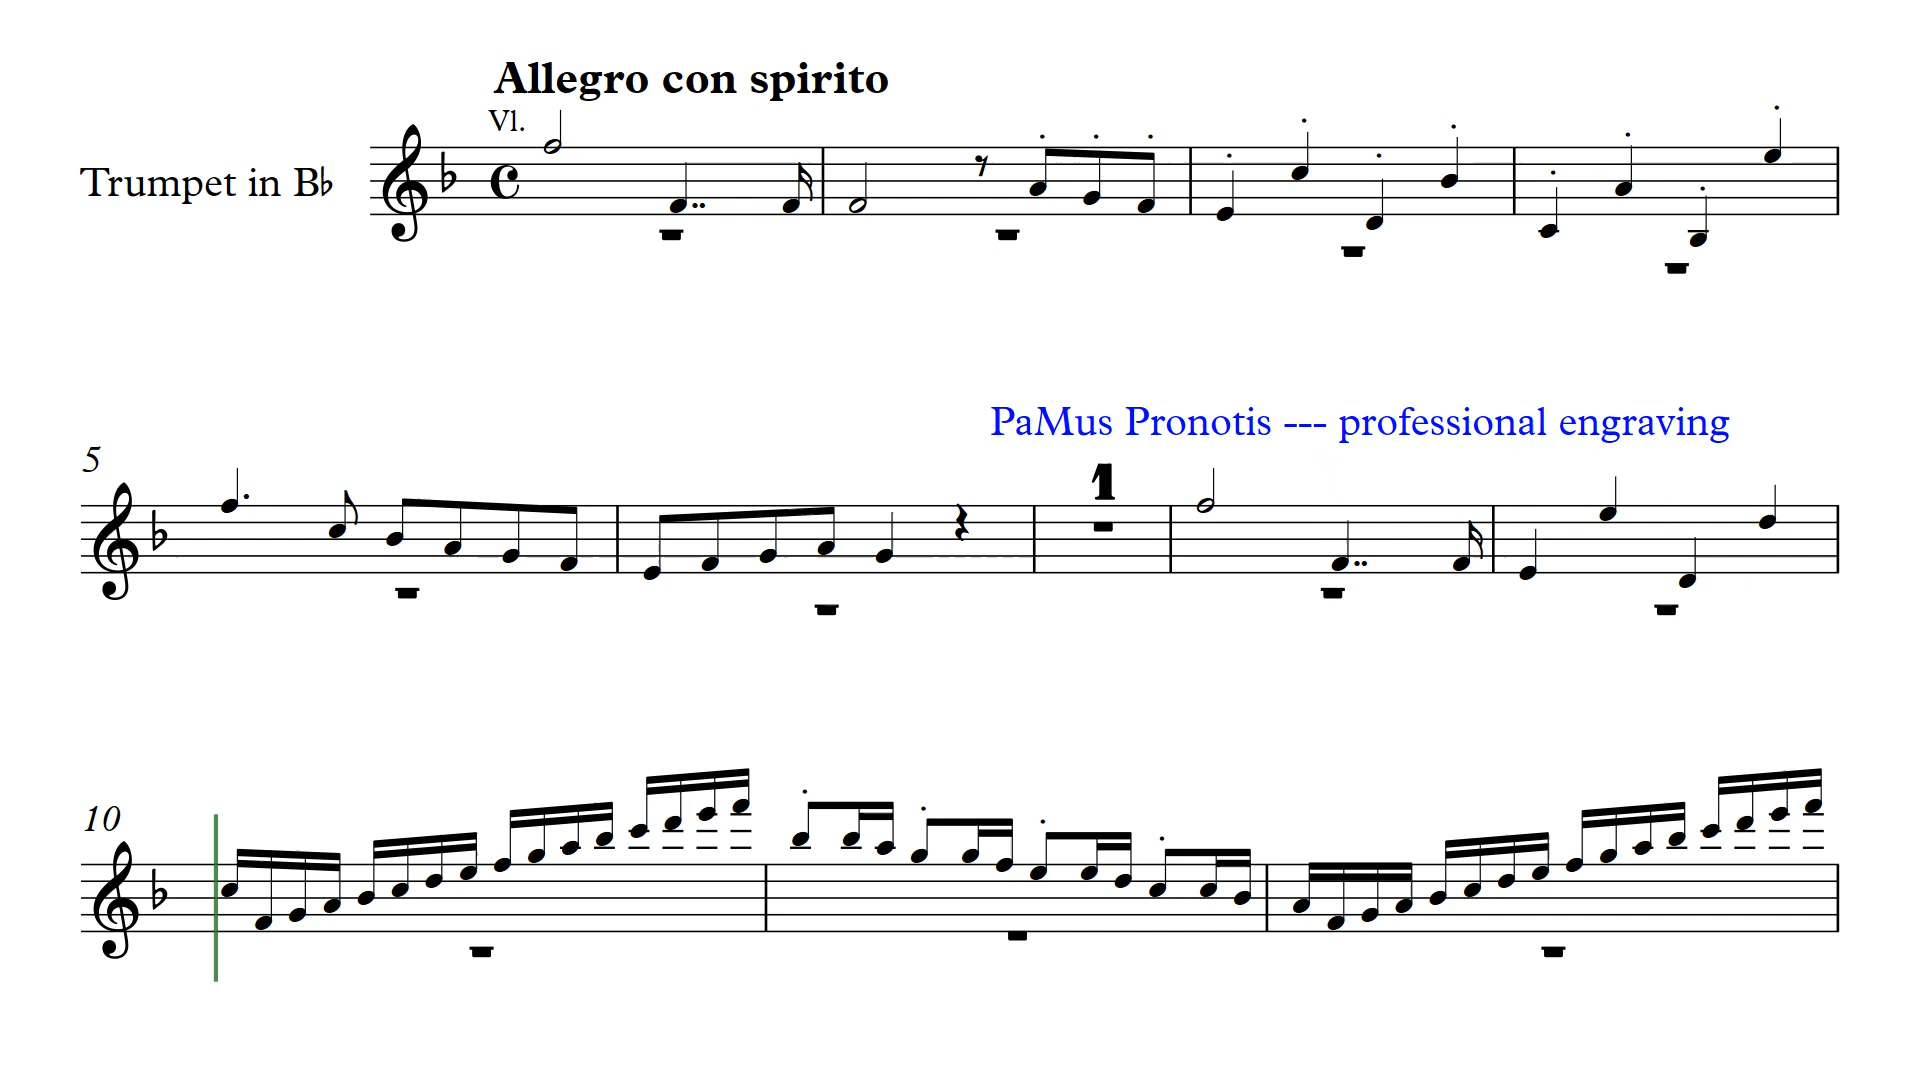 Allegro con spirito
Vl.
Trumpet in B♭
PaMus Pronotis --- professional engraving
5
1
10